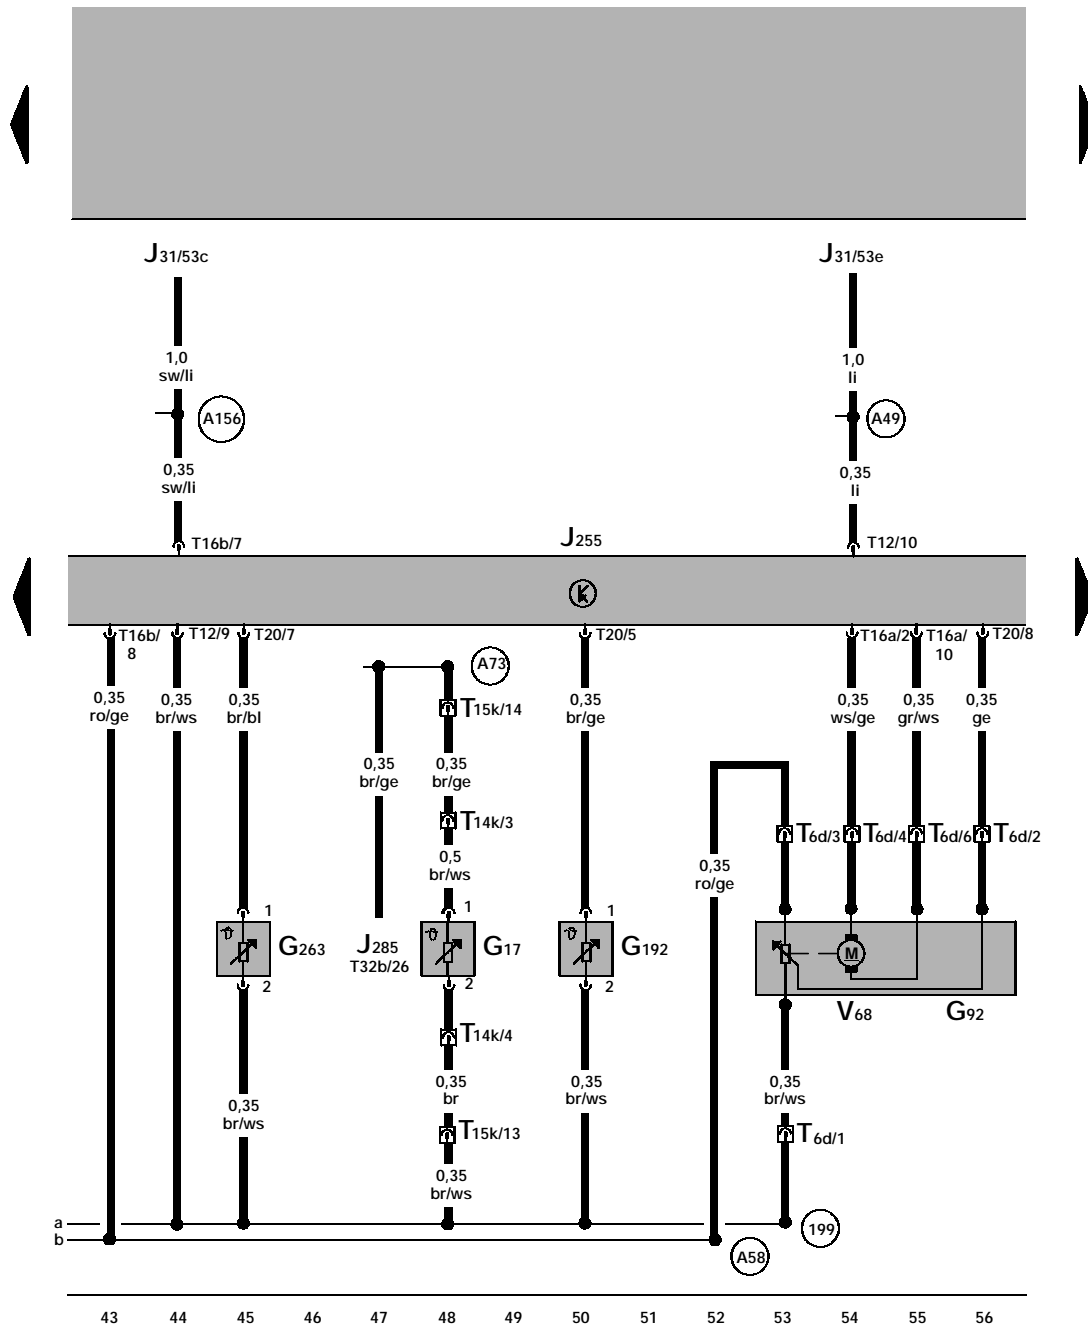 J31/53c J31/53e
1,0 1,0
sw/li li
A156 A49
0,35 0,35
sw/li li
T16b/7 J255 T12/10
K
T16b/ T12/9 T20/7 T20/5 T16a/2 T16a/ T20/8
8 10
A73
0,35 0,35 0,35 0,35 0,35 0,35 0,35
ro/ge br/ws br/bl br/ge ws/ge gr/ws ge
T15k/14
0,35 0,35
br/ge br/ge
T14k/3 T6d/3 T6d/4 T6d/6 T6d/2
0,5 0,35
br/ws ro/ge
1 1 1
G263 J285 G17 G192 M
T32b/26
2 2 2
V68 G92
T14k/4
0,35 0,35 0,35
br br/ws br/ws
0,35
br/ws
T15k/13 T6d/1
0,35
br/ws
a 199
b A58
43 44 45 46 47 48 49 50 51 52 53 54 55 56